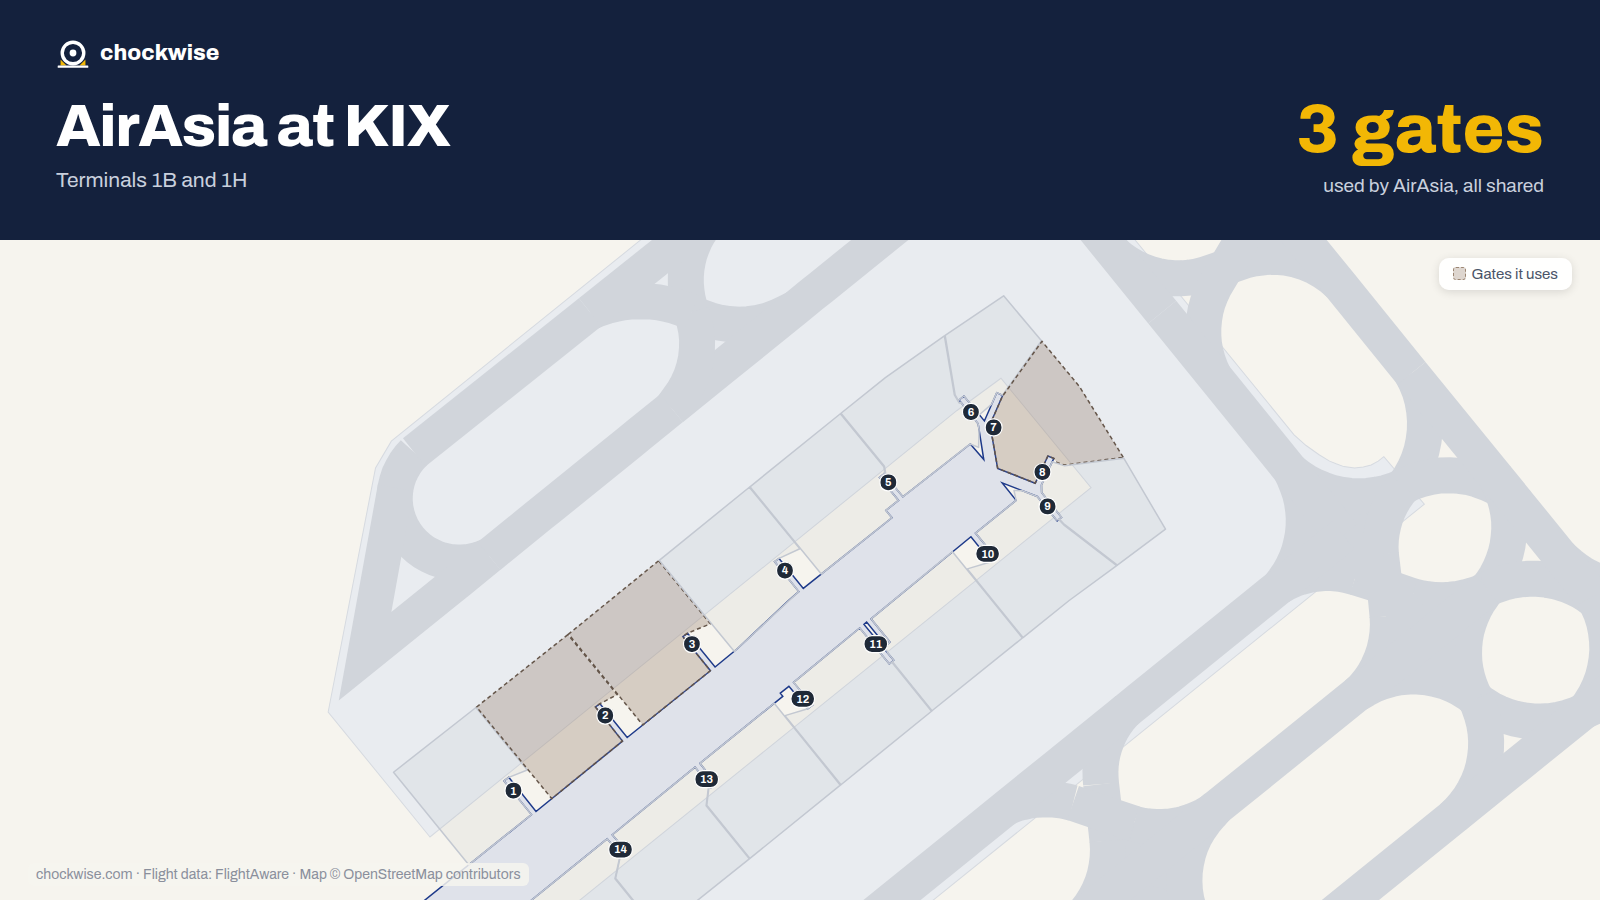 chockwise
AirAsia at KIX
Terminals 1B and 1H
3 gates
used by AirAsia, all shared
Gates it uses
6
7
8
5
9
10
4
3
11
12
2
13
1
14
chockwise.com · Flight data: FlightAware · Map © OpenStreetMap contributors